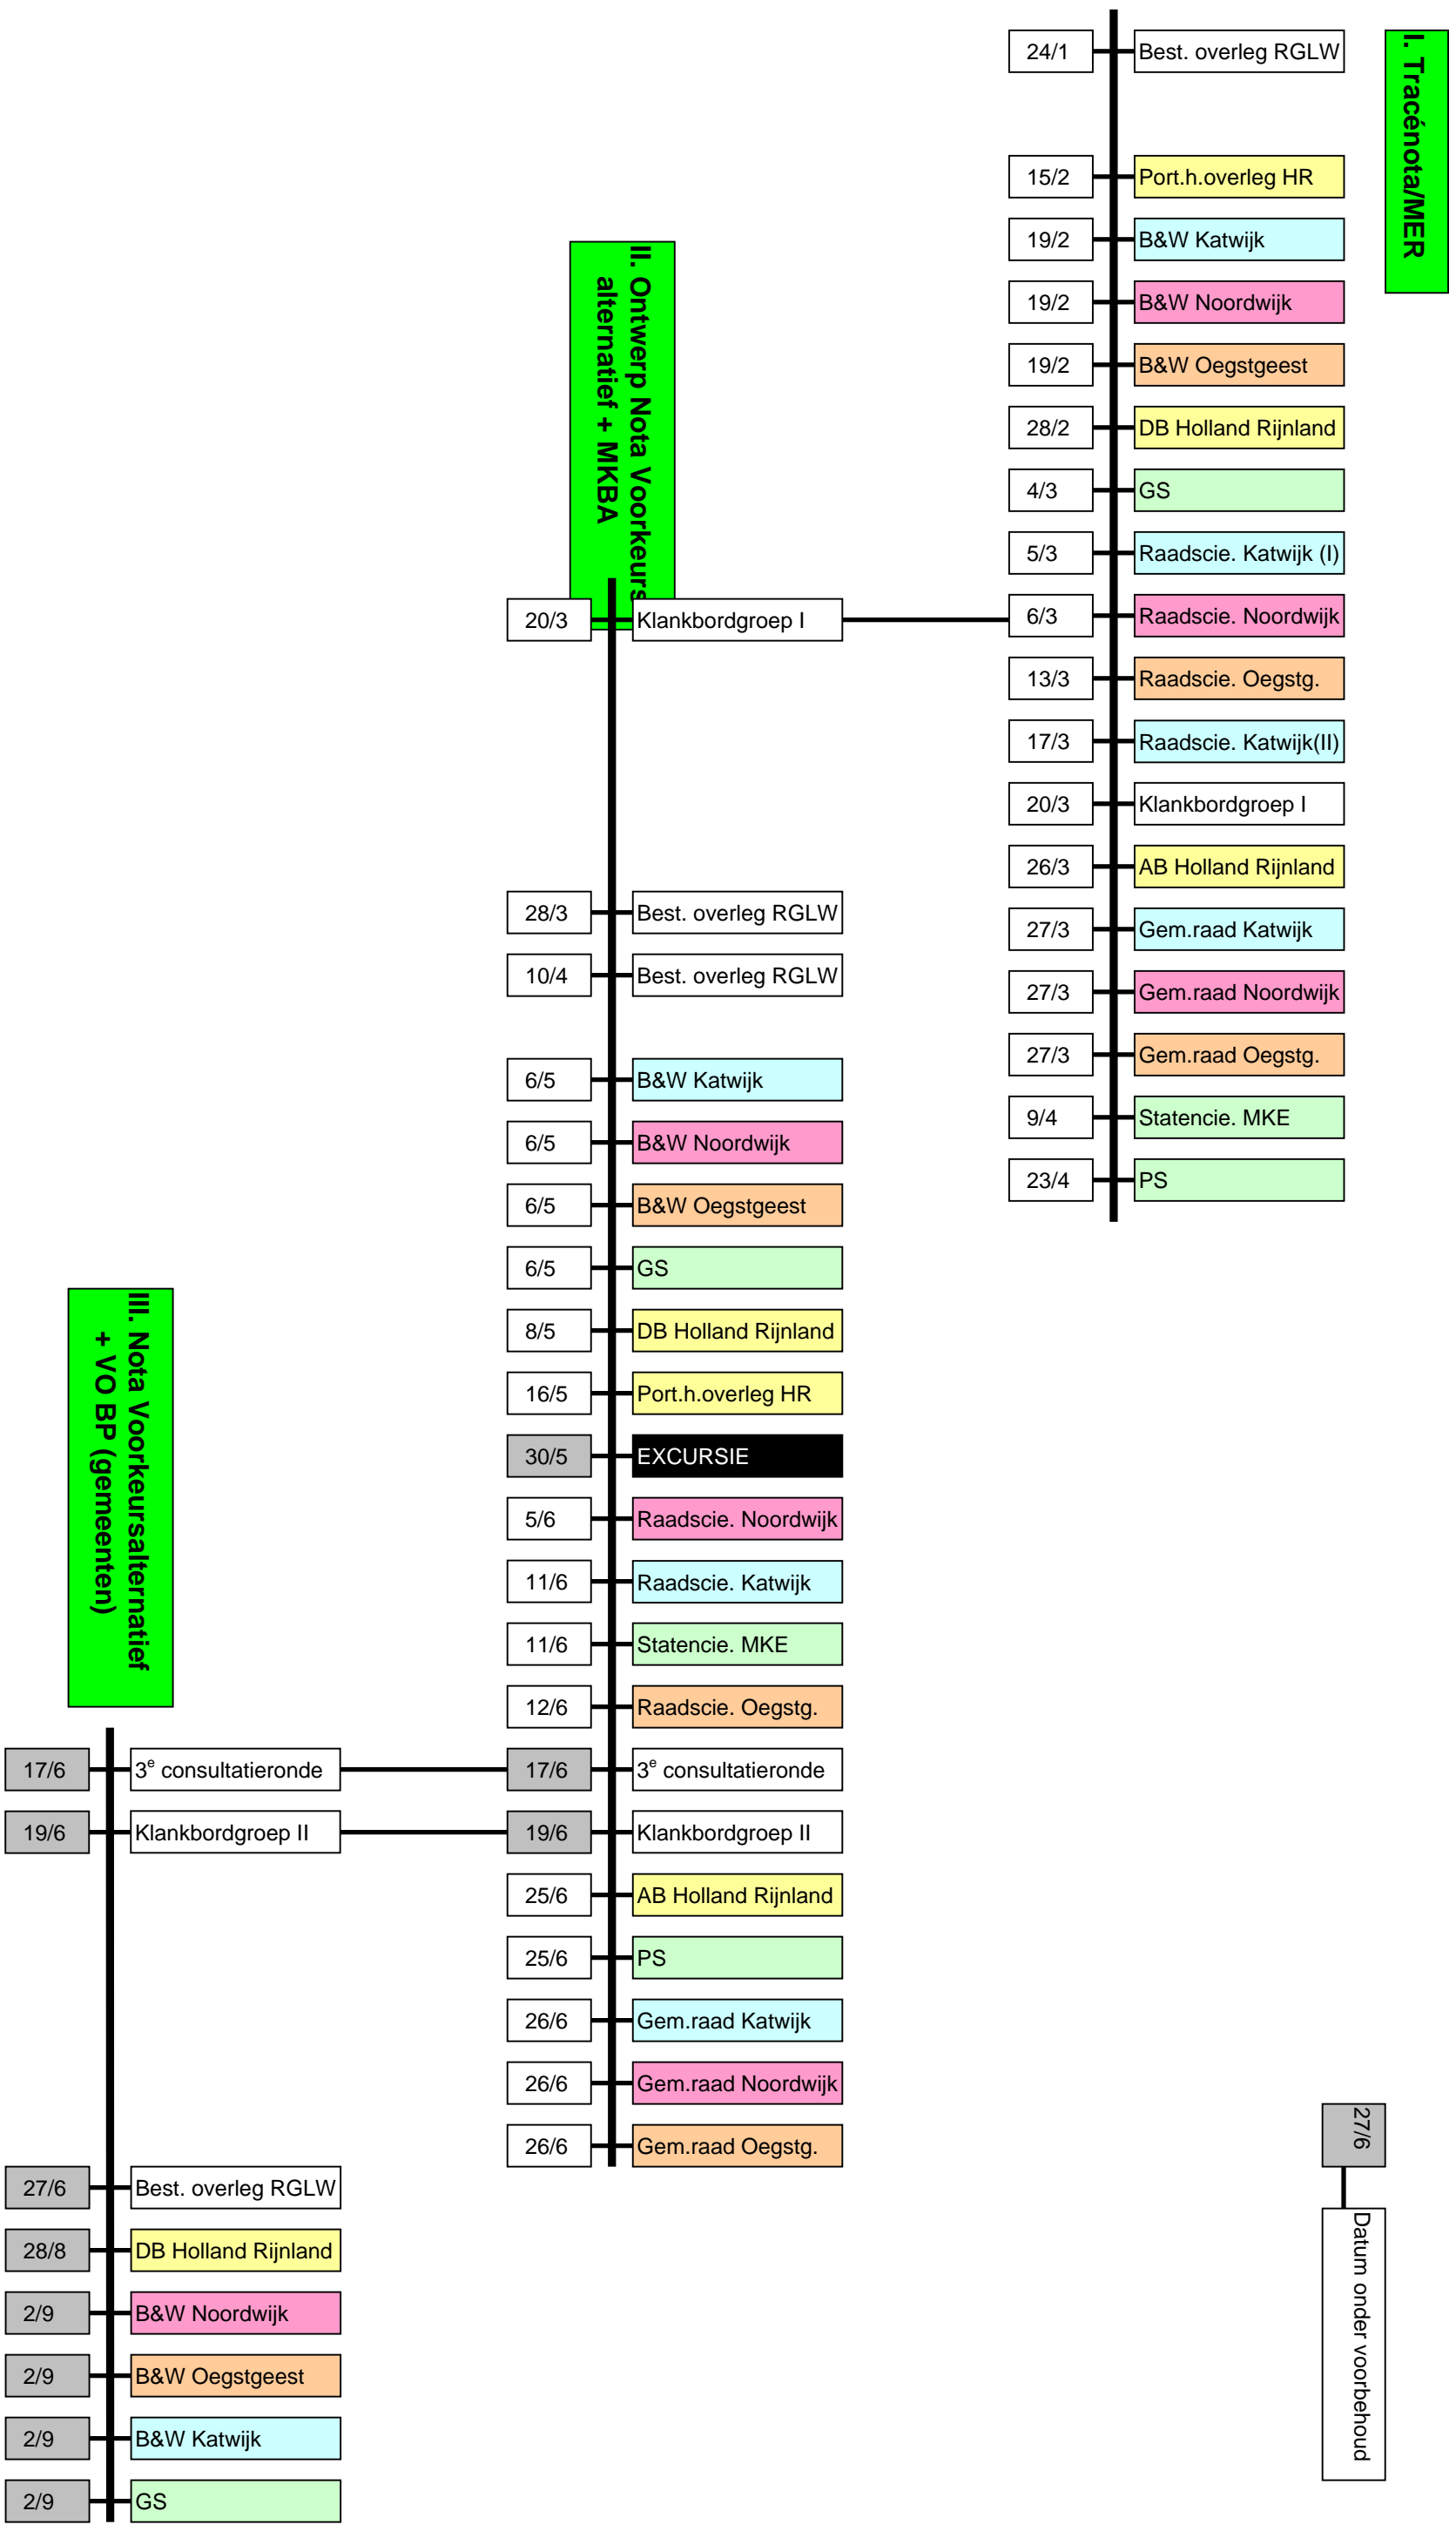 I. Tracénota/MER
24/1 Best. overleg RGLW
15/2 Port.h.overleg HR
19/2 B&W Katwijk
19/2 B&W Noordwijk
19/2 B&W Oegstgeest
28/2 DB Holland Rijnland
4/3 GS
5/3 Raadscie. Katwijk (I)
6/3 Raadscie. Noordwijk
13/3 Raadscie. Oegstg.
17/3 Raadscie. Katwijk(II)
20/3 Klankbordgroep I
26/3 AB Holland Rijnland
27/3 Gem.raad Katwijk
27/3 Gem.raad Noordwijk
27/3 Gem.raad Oegstg.
9/4 Statencie. MKE
23/4 PS
II. Ontwerp Nota Voorkeurs
alternatief + MKBA
20/3 Klankbordgroep I
28/3 Best. overleg RGLW
10/4 Best. overleg RGLW
6/5 B&W Katwijk
6/5 B&W Noordwijk
6/5 B&W Oegstgeest
6/5 GS
8/5 DB Holland Rijnland
16/5 Port.h.overleg HR
30/5 EXCURSIE
5/6 Raadscie. Noordwijk
11/6 Raadscie. Katwijk
11/6 Statencie. MKE
12/6 Raadscie. Oegstg.
17/6 3e consultatieronde
19/6 Klankbordgroep II
25/6 AB Holland Rijnland
25/6 PS
26/6 Gem.raad Katwijk
26/6 Gem.raad Noordwijk
26/6 Gem.raad Oegstg.
III. Nota Voorkeursalternatief
+ VO BP (gemeenten)
17/6 3e consultatieronde
19/6 Klankbordgroep II
27/6 Best. overleg RGLW
28/8 DB Holland Rijnland
2/9 B&W Noordwijk
2/9 B&W Oegstgeest
2/9 B&W Katwijk
2/9 GS
27/6 Datum onder voorbehoud